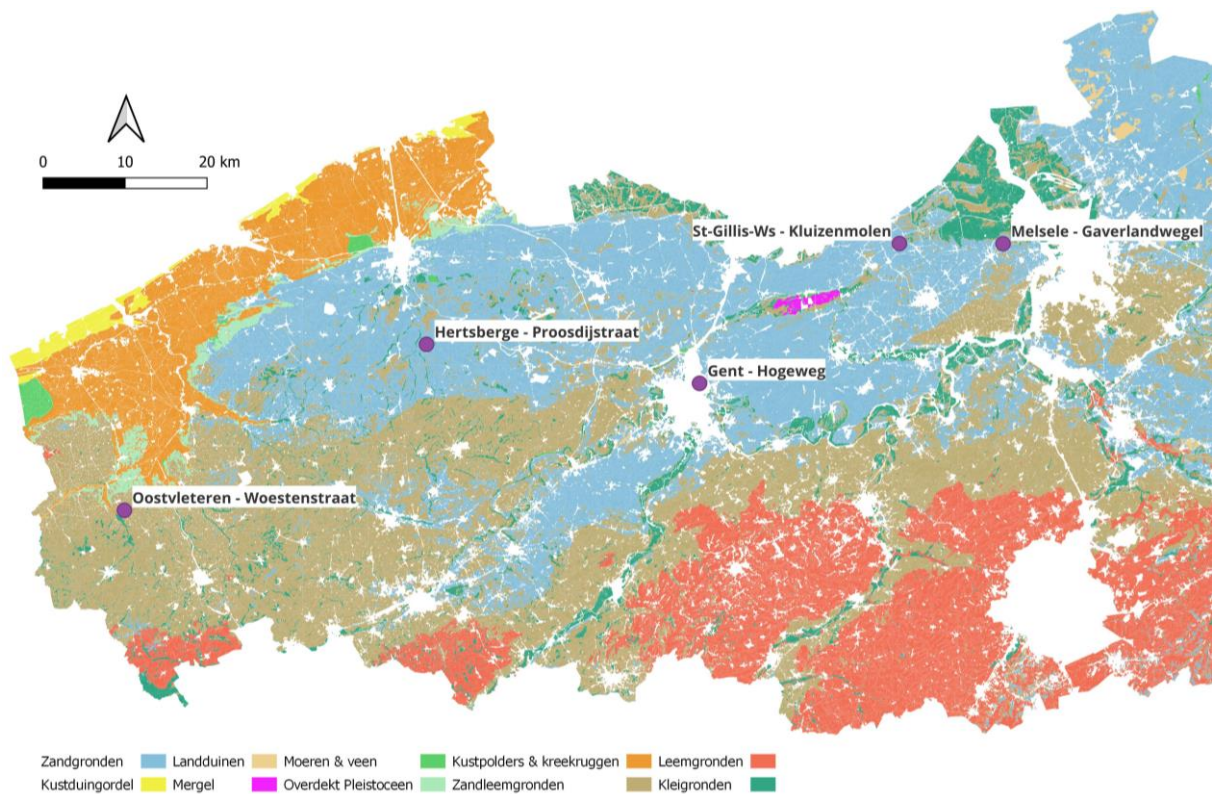 0 10 20 km
St-Gillis-Ws - Kluizenmolen
Melsele - Gaverlandwegel
Hertsberge - Proosdijstraat
Gent - Hogeweg
Oostvleteren - Woestenstraat
Zandgronden Landduinen Moeren & veen Kustpolders & kreekruggen Leemgronden
Kustduingordel Mergel Overdekt Pleistoceen Zandleemgronden Kleigronden